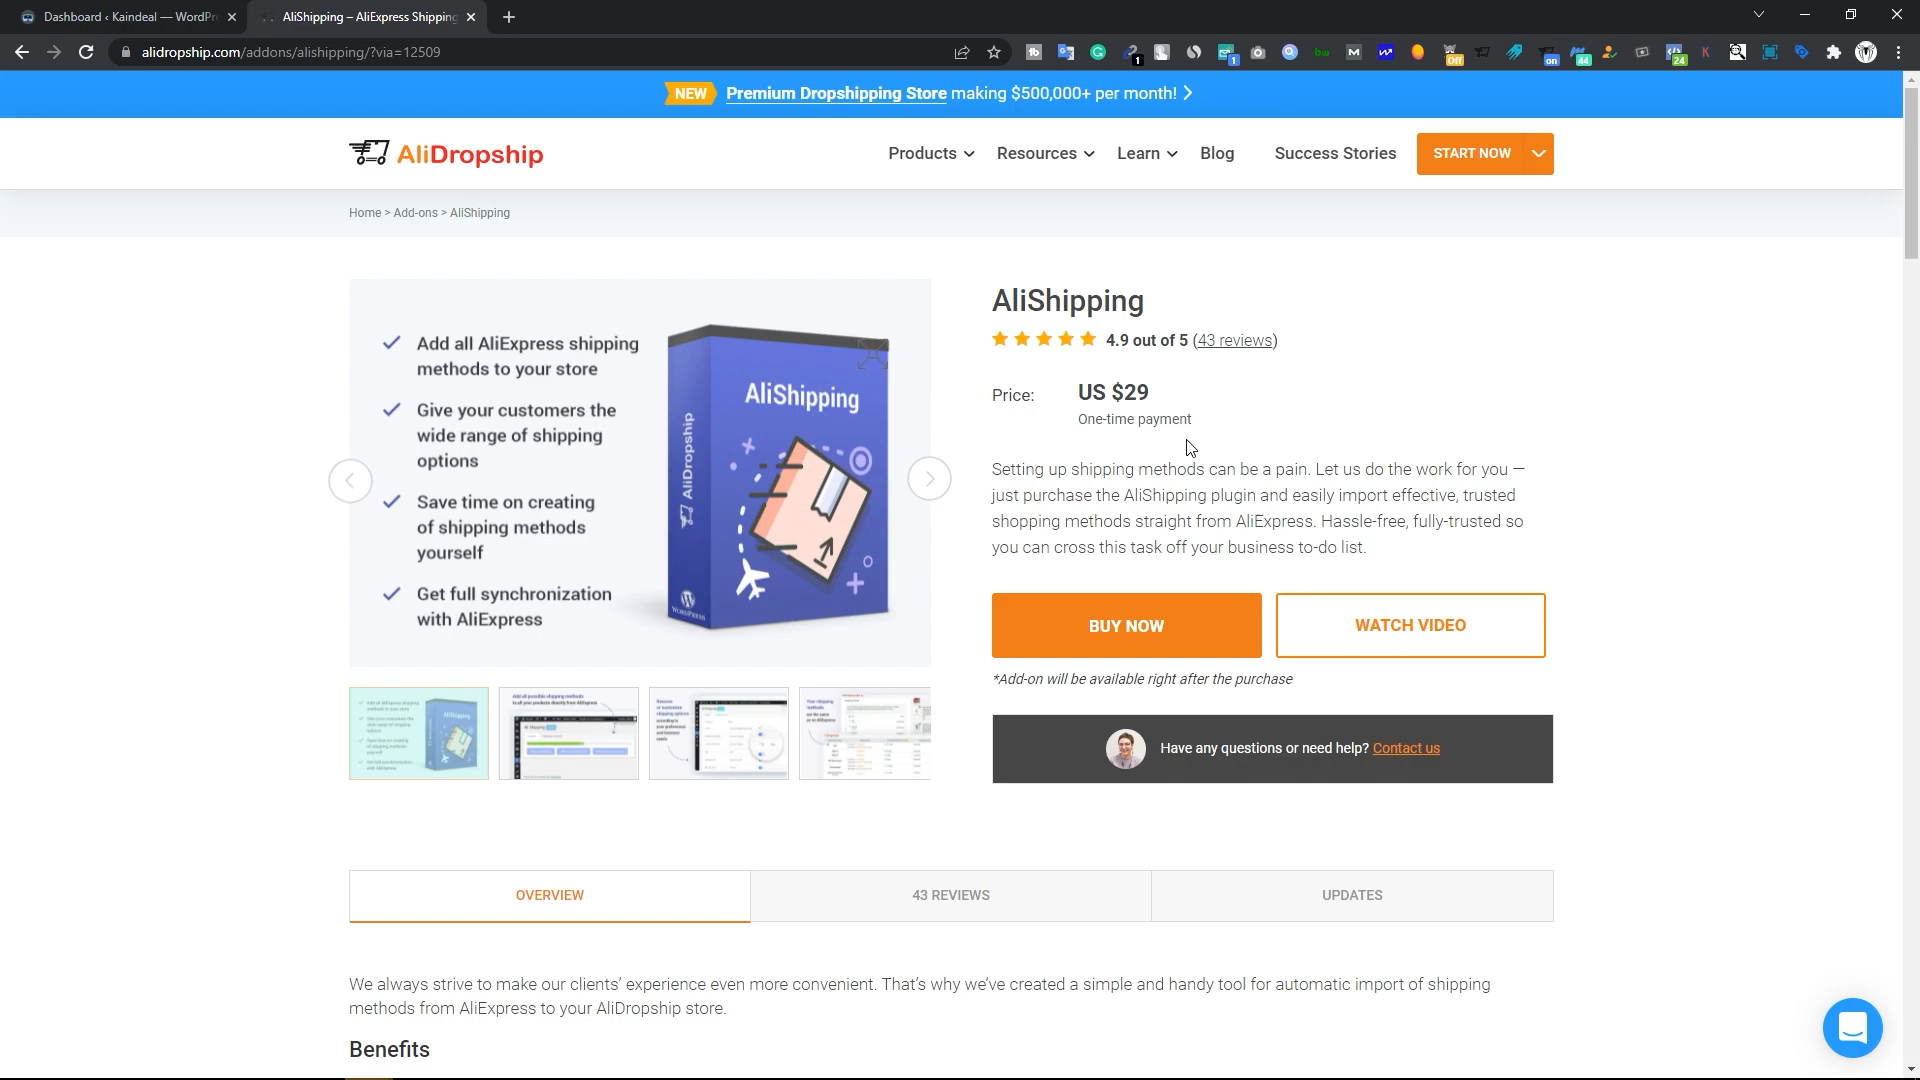 Dashboard ‹ Kaindeal — WordPre
AliShipping – AliExpress Shipping
alidropship.com/addons/alishipping/?via=12509
NEW Premium Dropshipping Store making $500,000+ per month!
AliDropship
Products
Resources
Learn
Blog
Success Stories
START NOW
Home > Add-ons > AliShipping
Add all AliExpress shipping
methods to your store
Give your customers the
wide range of shipping
options
Save time on creating
of shipping methods
yourself
Get full synchronization
with AliExpress
AliShipping
AliDropship
WORDPRESS
AliShipping
4.9 out of 5 (43 reviews)
Price: US $29
One-time payment
Setting up shipping methods can be a pain. Let us do the work for you —
just purchase the AliShipping plugin and easily import effective, trusted
shopping methods straight from AliExpress. Hassle-free, fully-trusted so
you can cross this task off your business to-do list.
BUY NOW
WATCH VIDEO
*Add-on will be available right after the purchase
Have any questions or need help? Contact us
OVERVIEW
43 REVIEWS
UPDATES
We always strive to make our clients’ experience even more convenient. That’s why we’ve created a simple and handy tool for automatic import of shipping
methods from AliExpress to your AliDropship store.
Benefits